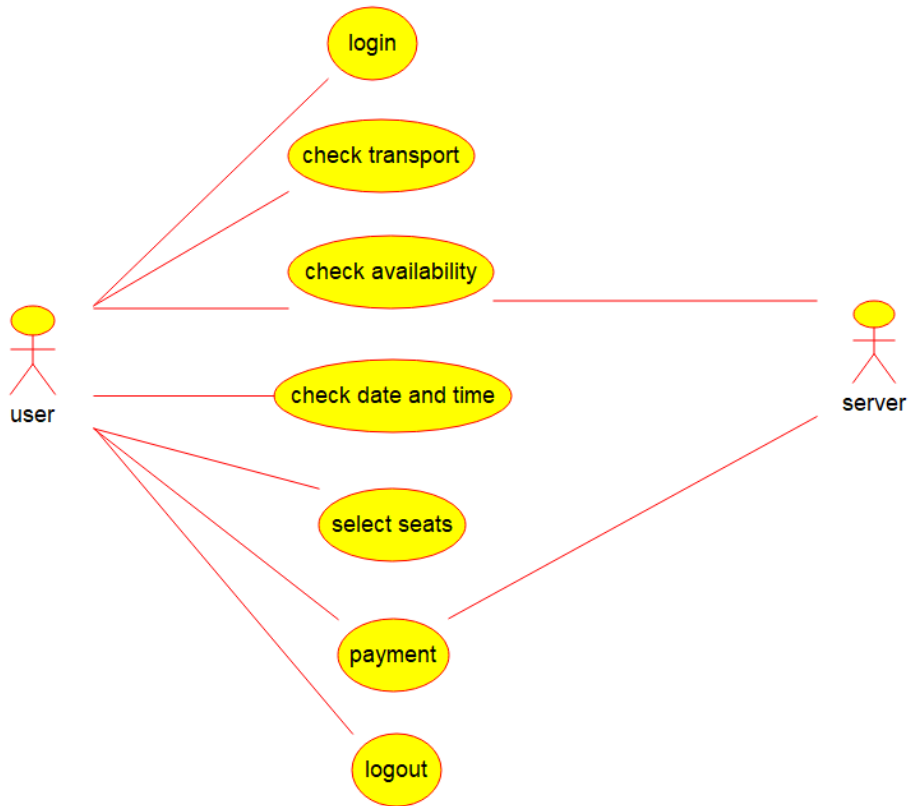 login
check transport
check availability
check date and time
user
server
select seats
payment
logout